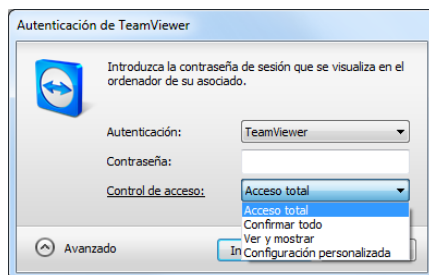 Autenticación de TeamViewer
Introduzca la contraseña de sesión que se visualiza en el
ordenador de su asociado.
Autenticación: TeamViewer
Contraseña:
Control de acceso: Acceso total
Acceso total
Confirmar todo
Ver y mostrar
Configuración personalizada
Avanzado